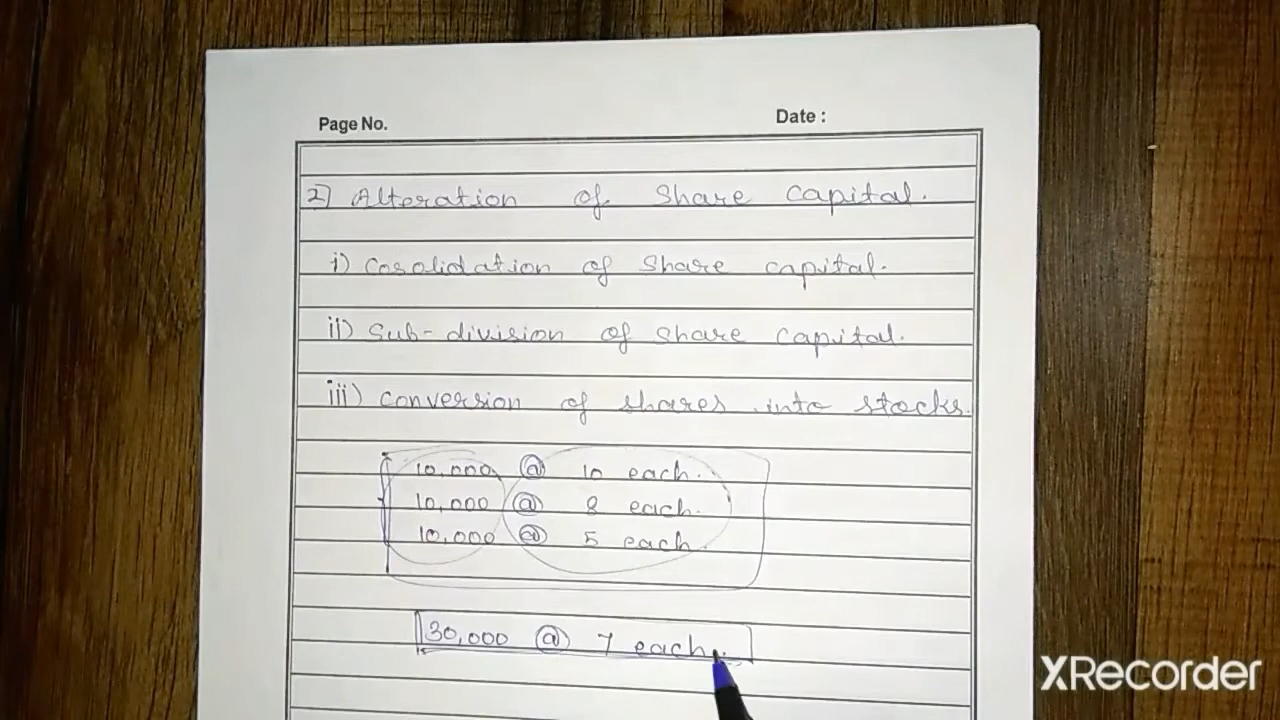 Page No.
Date :
2) Alteration of Share Capital.
i) Cosolidation of Share capital.
ii) Sub-division of Share Capital.
iii) Conversion of shares into stocks.
10,000 @ 10 each.
10,000 @ 8 each.
10,000 @ 5 each.
30,000 @ 7 each.
XRecorder